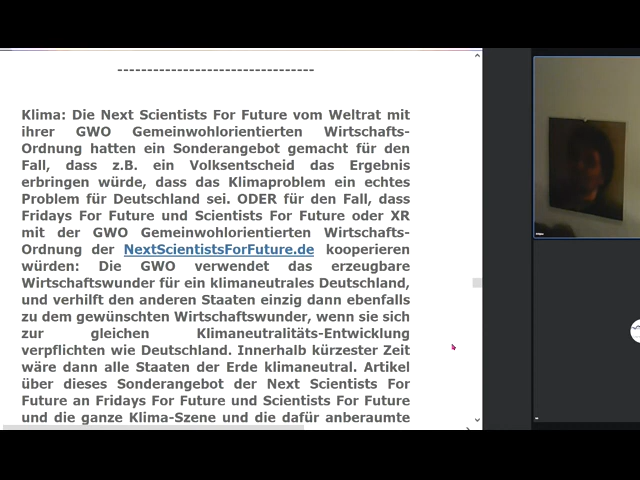 ---------------------------------
Klima: Die Next Scientists For Future vom Weltrat mit
ihrer GWO Gemeinwohlorientierten Wirtschafts-
Ordnung hatten ein Sonderangebot gemacht für den
Fall, dass z.B. ein Volksentscheid das Ergebnis
erbringen würde, dass das Klimaproblem ein echtes
Problem für Deutschland sei. ODER für den Fall, dass
Fridays For Future und Scientists For Future oder XR
mit der GWO Gemeinwohlorientierten Wirtschafts-
Ordnung der NextScientistsForFuture.de kooperieren
würden: Die GWO verwendet das erzeugbare
Wirtschaftswunder für ein klimaneutrales Deutschland,
und verhilft den anderen Staaten einzig dann ebenfalls
zu dem gewünschten Wirtschaftswunder, wenn sie sich
zur gleichen Klimaneutralitäts-Entwicklung
verpflichten wie Deutschland. Innerhalb kürzester Zeit
wäre dann alle Staaten der Erde klimaneutral. Artikel
über dieses Sonderangebot der Next Scientists For
Future an Fridays For Future und Scientists For Future
und die ganze Klima-Szene und die dafür anberaumte